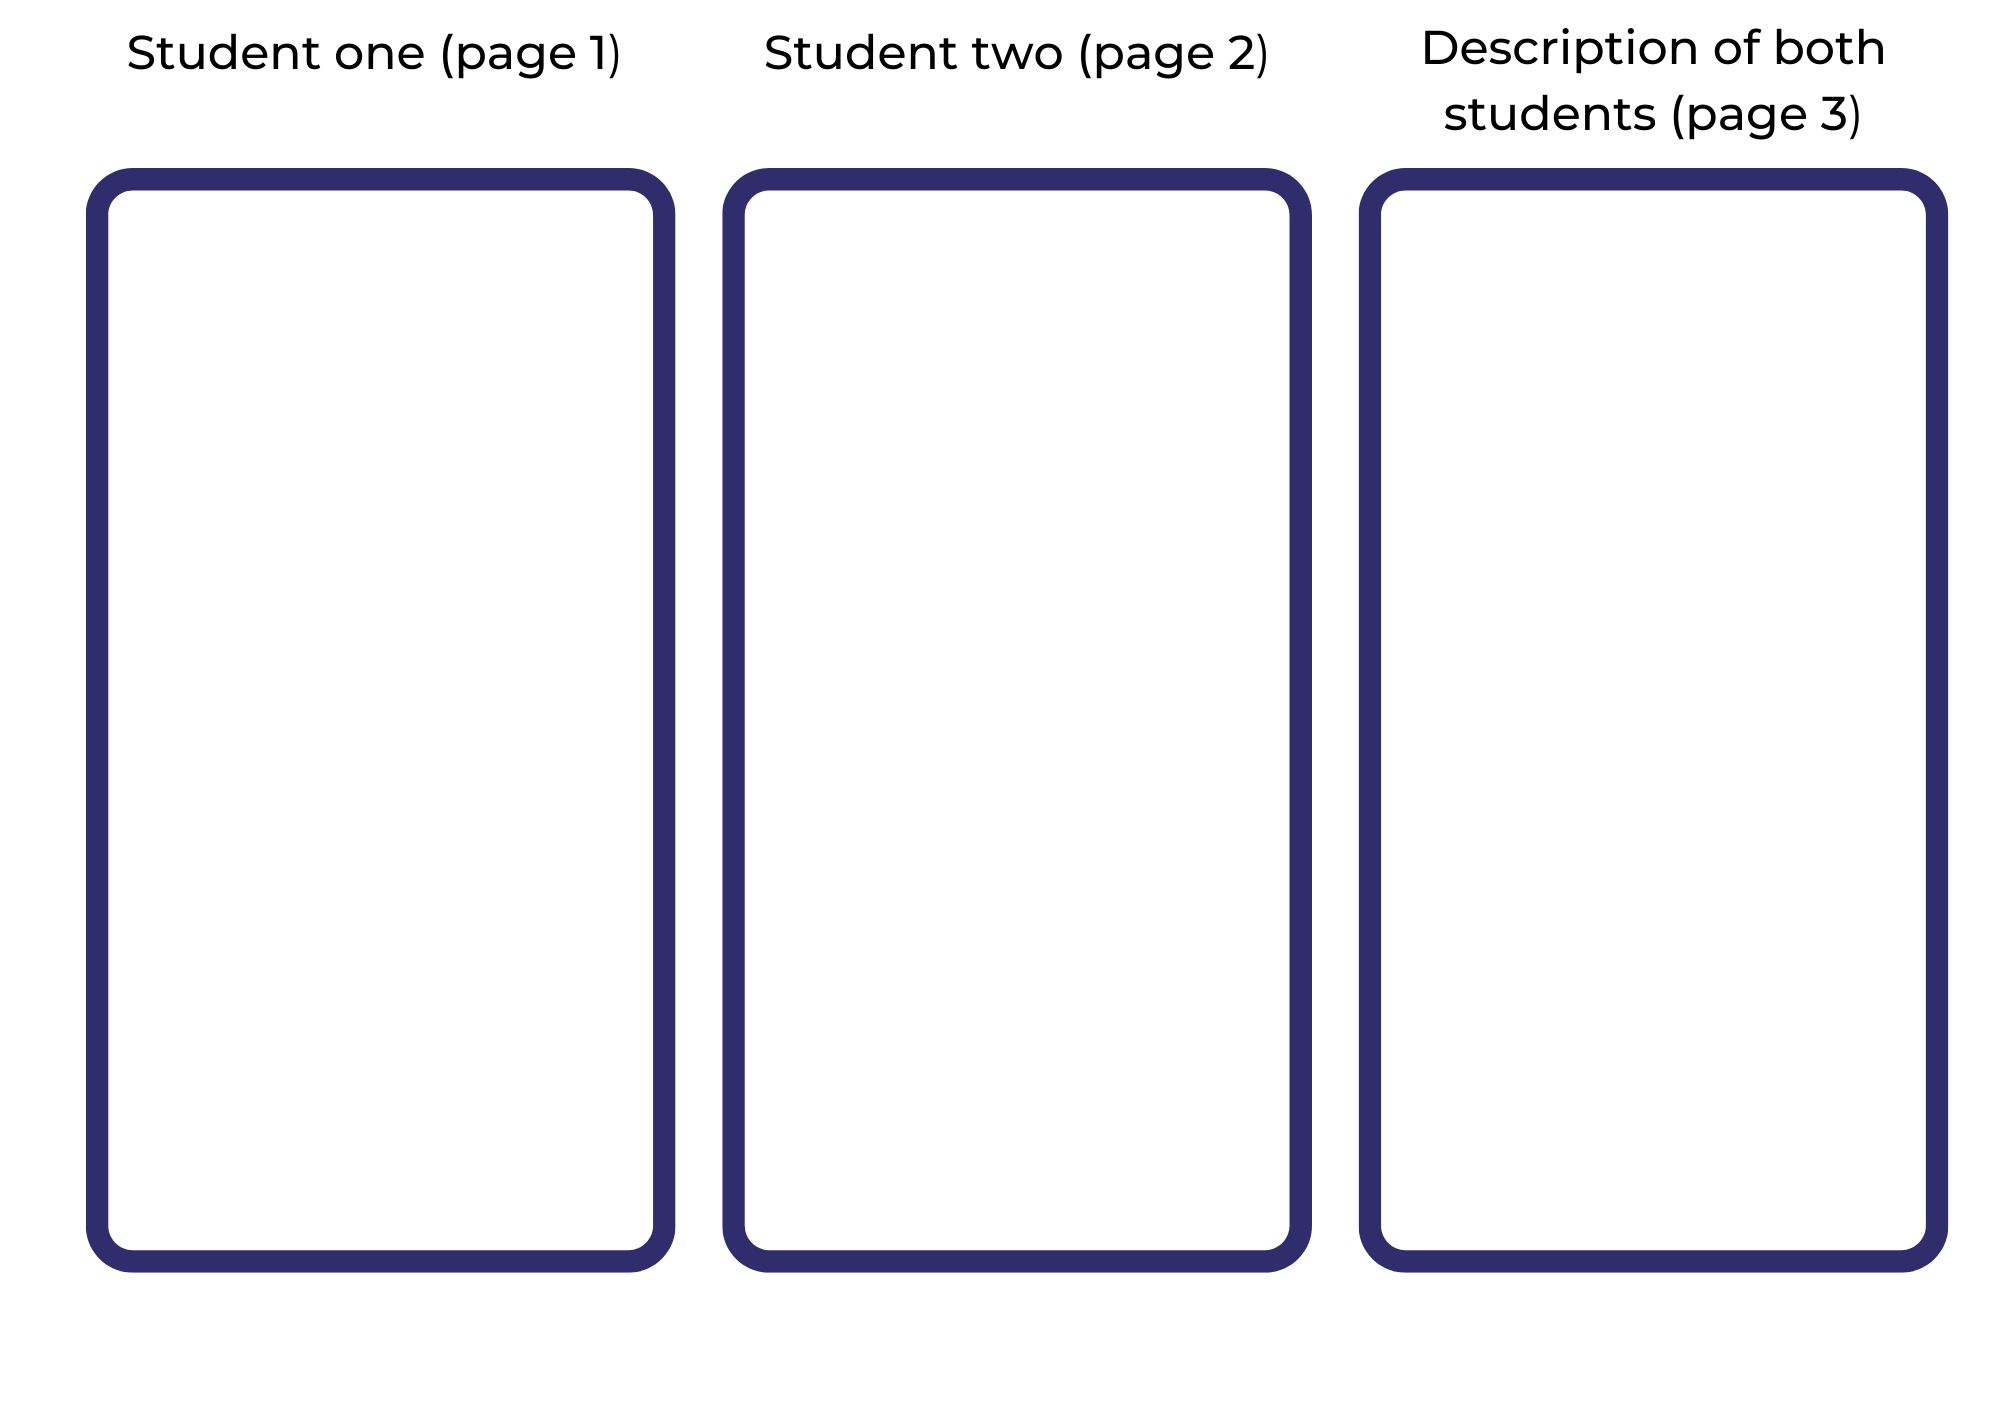 Student one (page 1)
Student two (page 2)
Description of both
students (page 3)